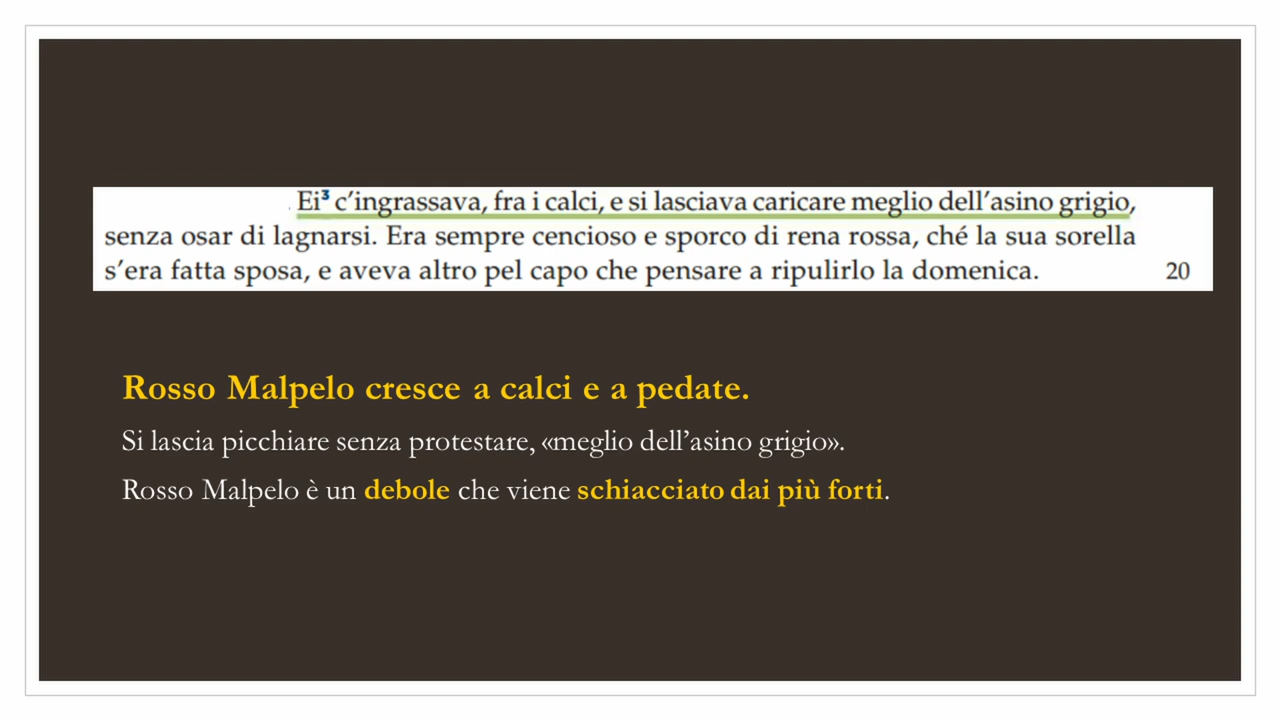 Ei³ c'ingrassava, fra i calci, e si lasciava caricare meglio dell'asino grigio,
senza osar di lagnarsi. Era sempre cencioso e sporco di rena rossa, ché la sua sorella
s'era fatta sposa, e aveva altro pel capo che pensare a ripulirlo la domenica. 20
Rosso Malpelo cresce a calci e a pedate.
Si lascia picchiare senza protestare, «meglio dell'asino grigio».
Rosso Malpelo è un debole che viene schiacciato dai più forti.